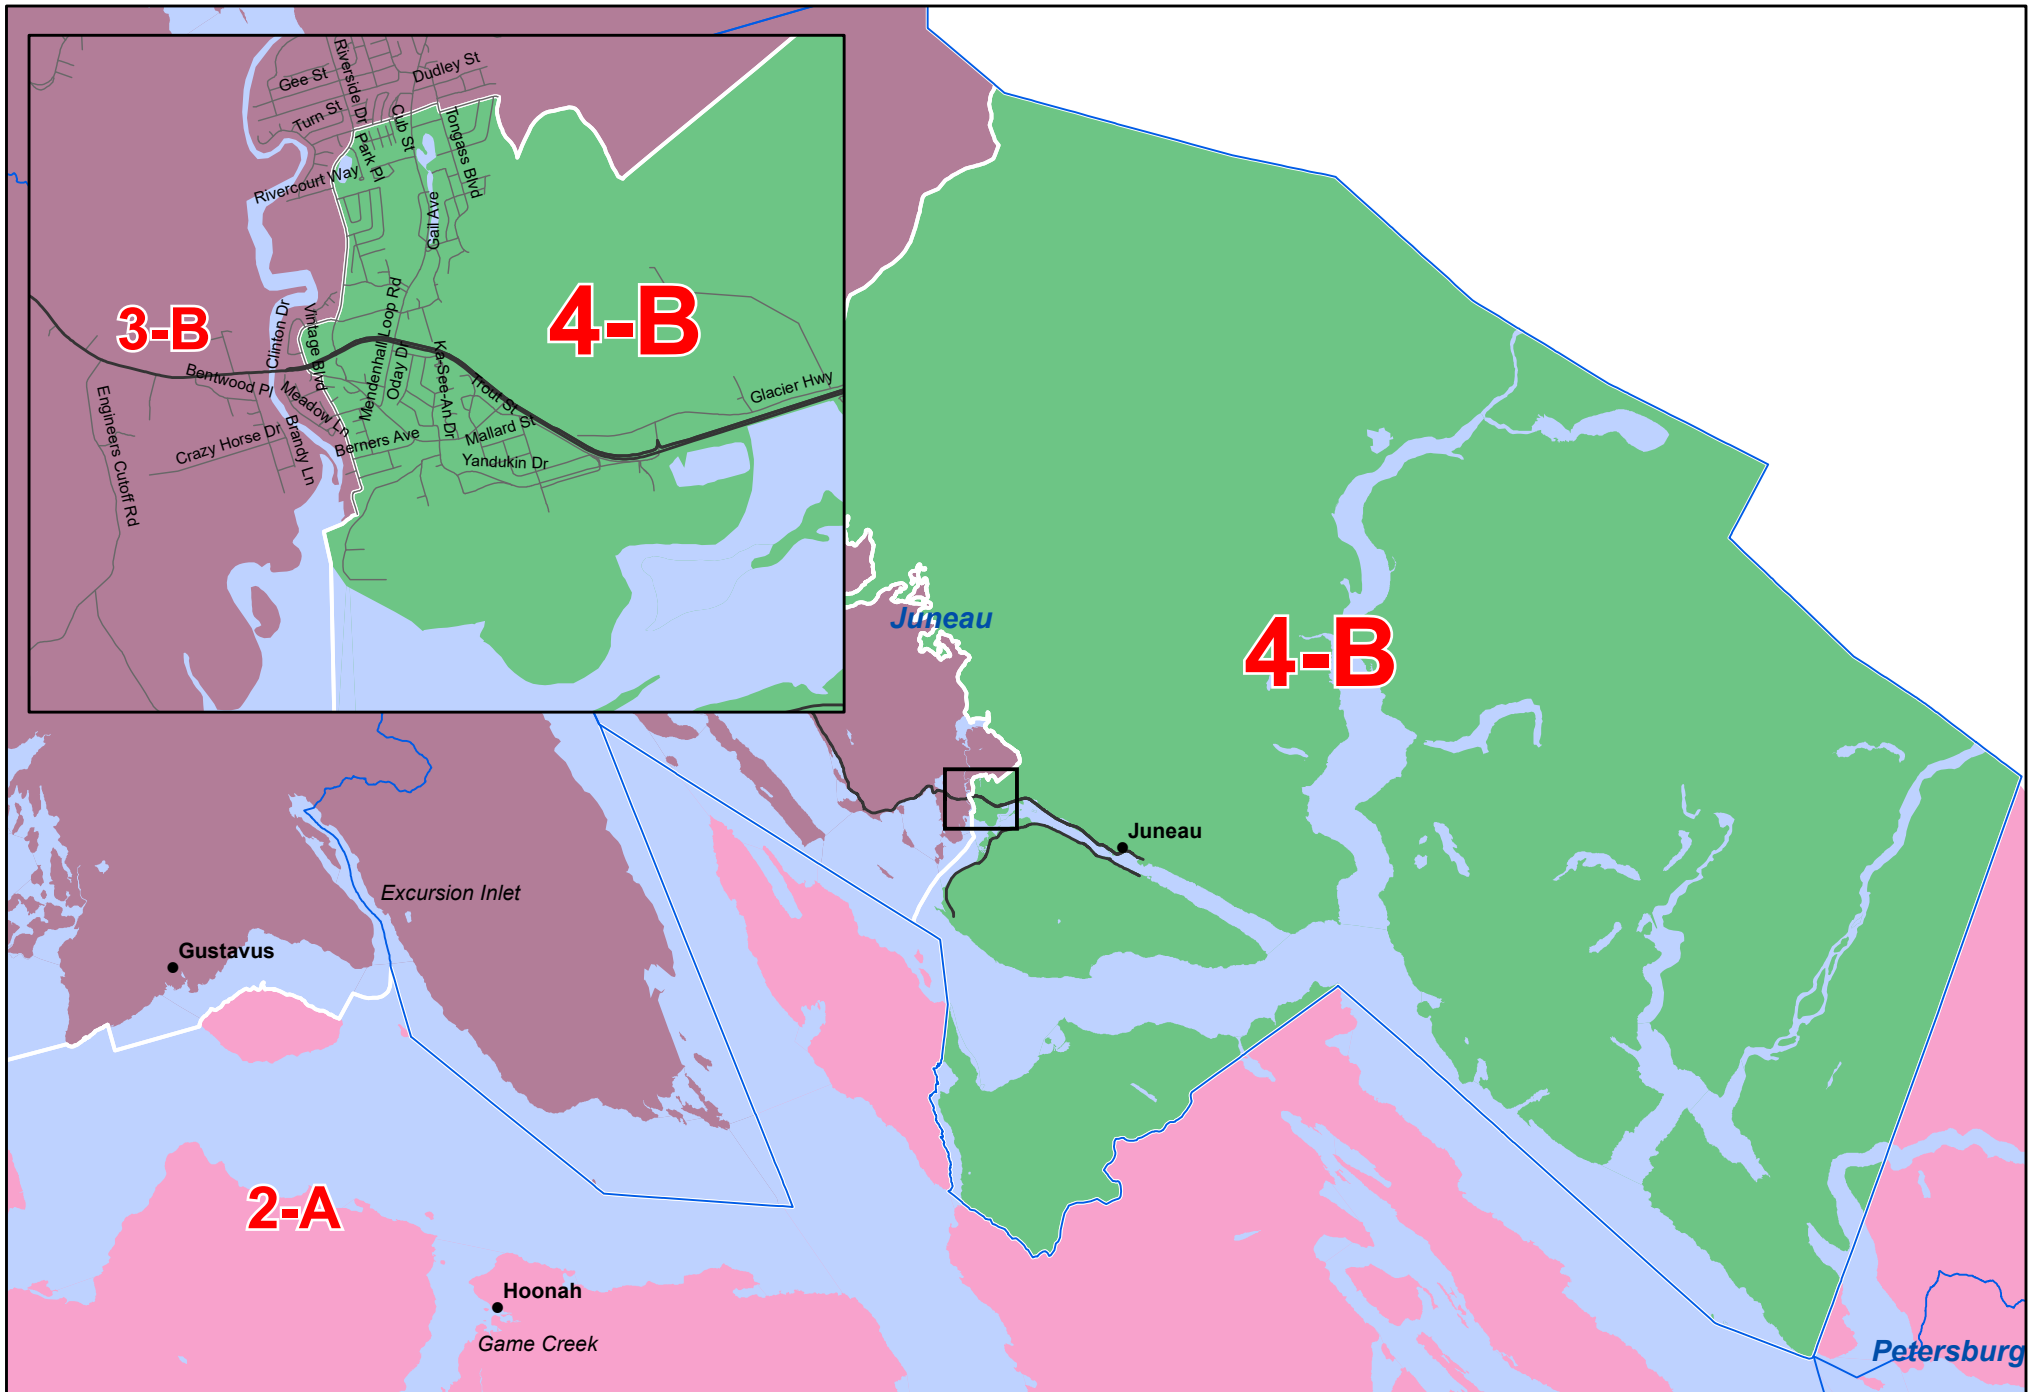 Gee St
Riverside Dr
Dudley St
Turn St
Cub St
Tongass Blvd
Park Pl
Rivercourt Way
Gail Ave
3-B
4-B
Clinton Dr
Vintage Blvd
Mendenhall Loop Rd
Oday Dr
Ka-See-An Dr
Trout St
Glacier Hwy
Bentwood Pl
Meadow Ln
Engineers Cutoff Rd
Crazy Horse Dr
Brandy Ln
Berners Ave
Mallard St
Yandukin Dr
Juneau
4-B
Juneau
Excursion Inlet
Gustavus
2-A
Hoonah
Game Creek
Petersburg